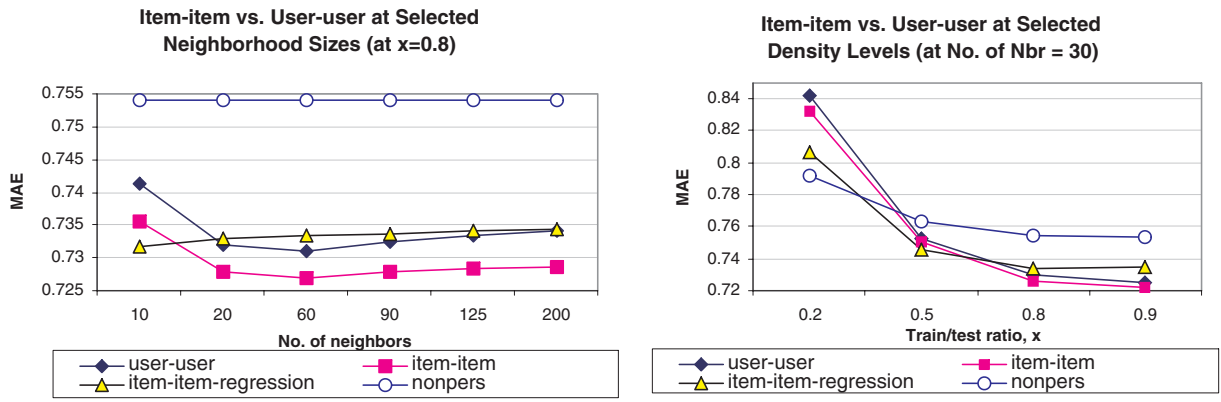 Item-item vs. User-user at Selected
Neighborhood Sizes (at x=0.8)
0.755
0.75
0.745
0.74
0.735
0.73
0.725
MAE
10 20 60 90 125 200
No. of neighbors
user-user item-item
item-item-regression nonpers
Item-item vs. User-user at Selected
Density Levels (at No. of Nbr = 30)
0.84
0.82
0.8
0.78
0.76
0.74
0.72
MAE
0.2 0.5 0.8 0.9
Train/test ratio, x
user-user item-item
item-item-regression nonpers